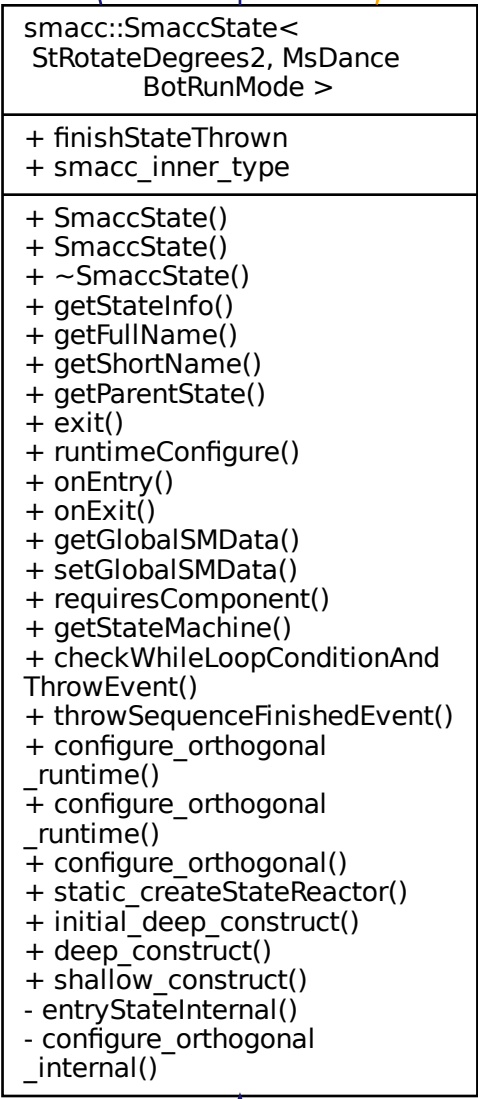 smacc::SmaccState<
StRotateDegrees2, MsDance
BotRunMode >
+ finishStateThrown
+ smacc_inner_type
+ SmaccState()
+ SmaccState()
+ ~SmaccState()
+ getStateInfo()
+ getFullName()
+ getShortName()
+ getParentState()
+ exit()
+ runtimeConfigure()
+ onEntry()
+ onExit()
+ getGlobalSMData()
+ setGlobalSMData()
+ requiresComponent()
+ getStateMachine()
+ checkWhileLoopConditionAnd
ThrowEvent()
+ throwSequenceFinishedEvent()
+ configure_orthogonal
_runtime()
+ configure_orthogonal
_runtime()
+ configure_orthogonal()
+ static_createStateReactor()
+ initial_deep_construct()
+ deep_construct()
+ shallow_construct()
- entryStateInternal()
- configure_orthogonal
_internal()